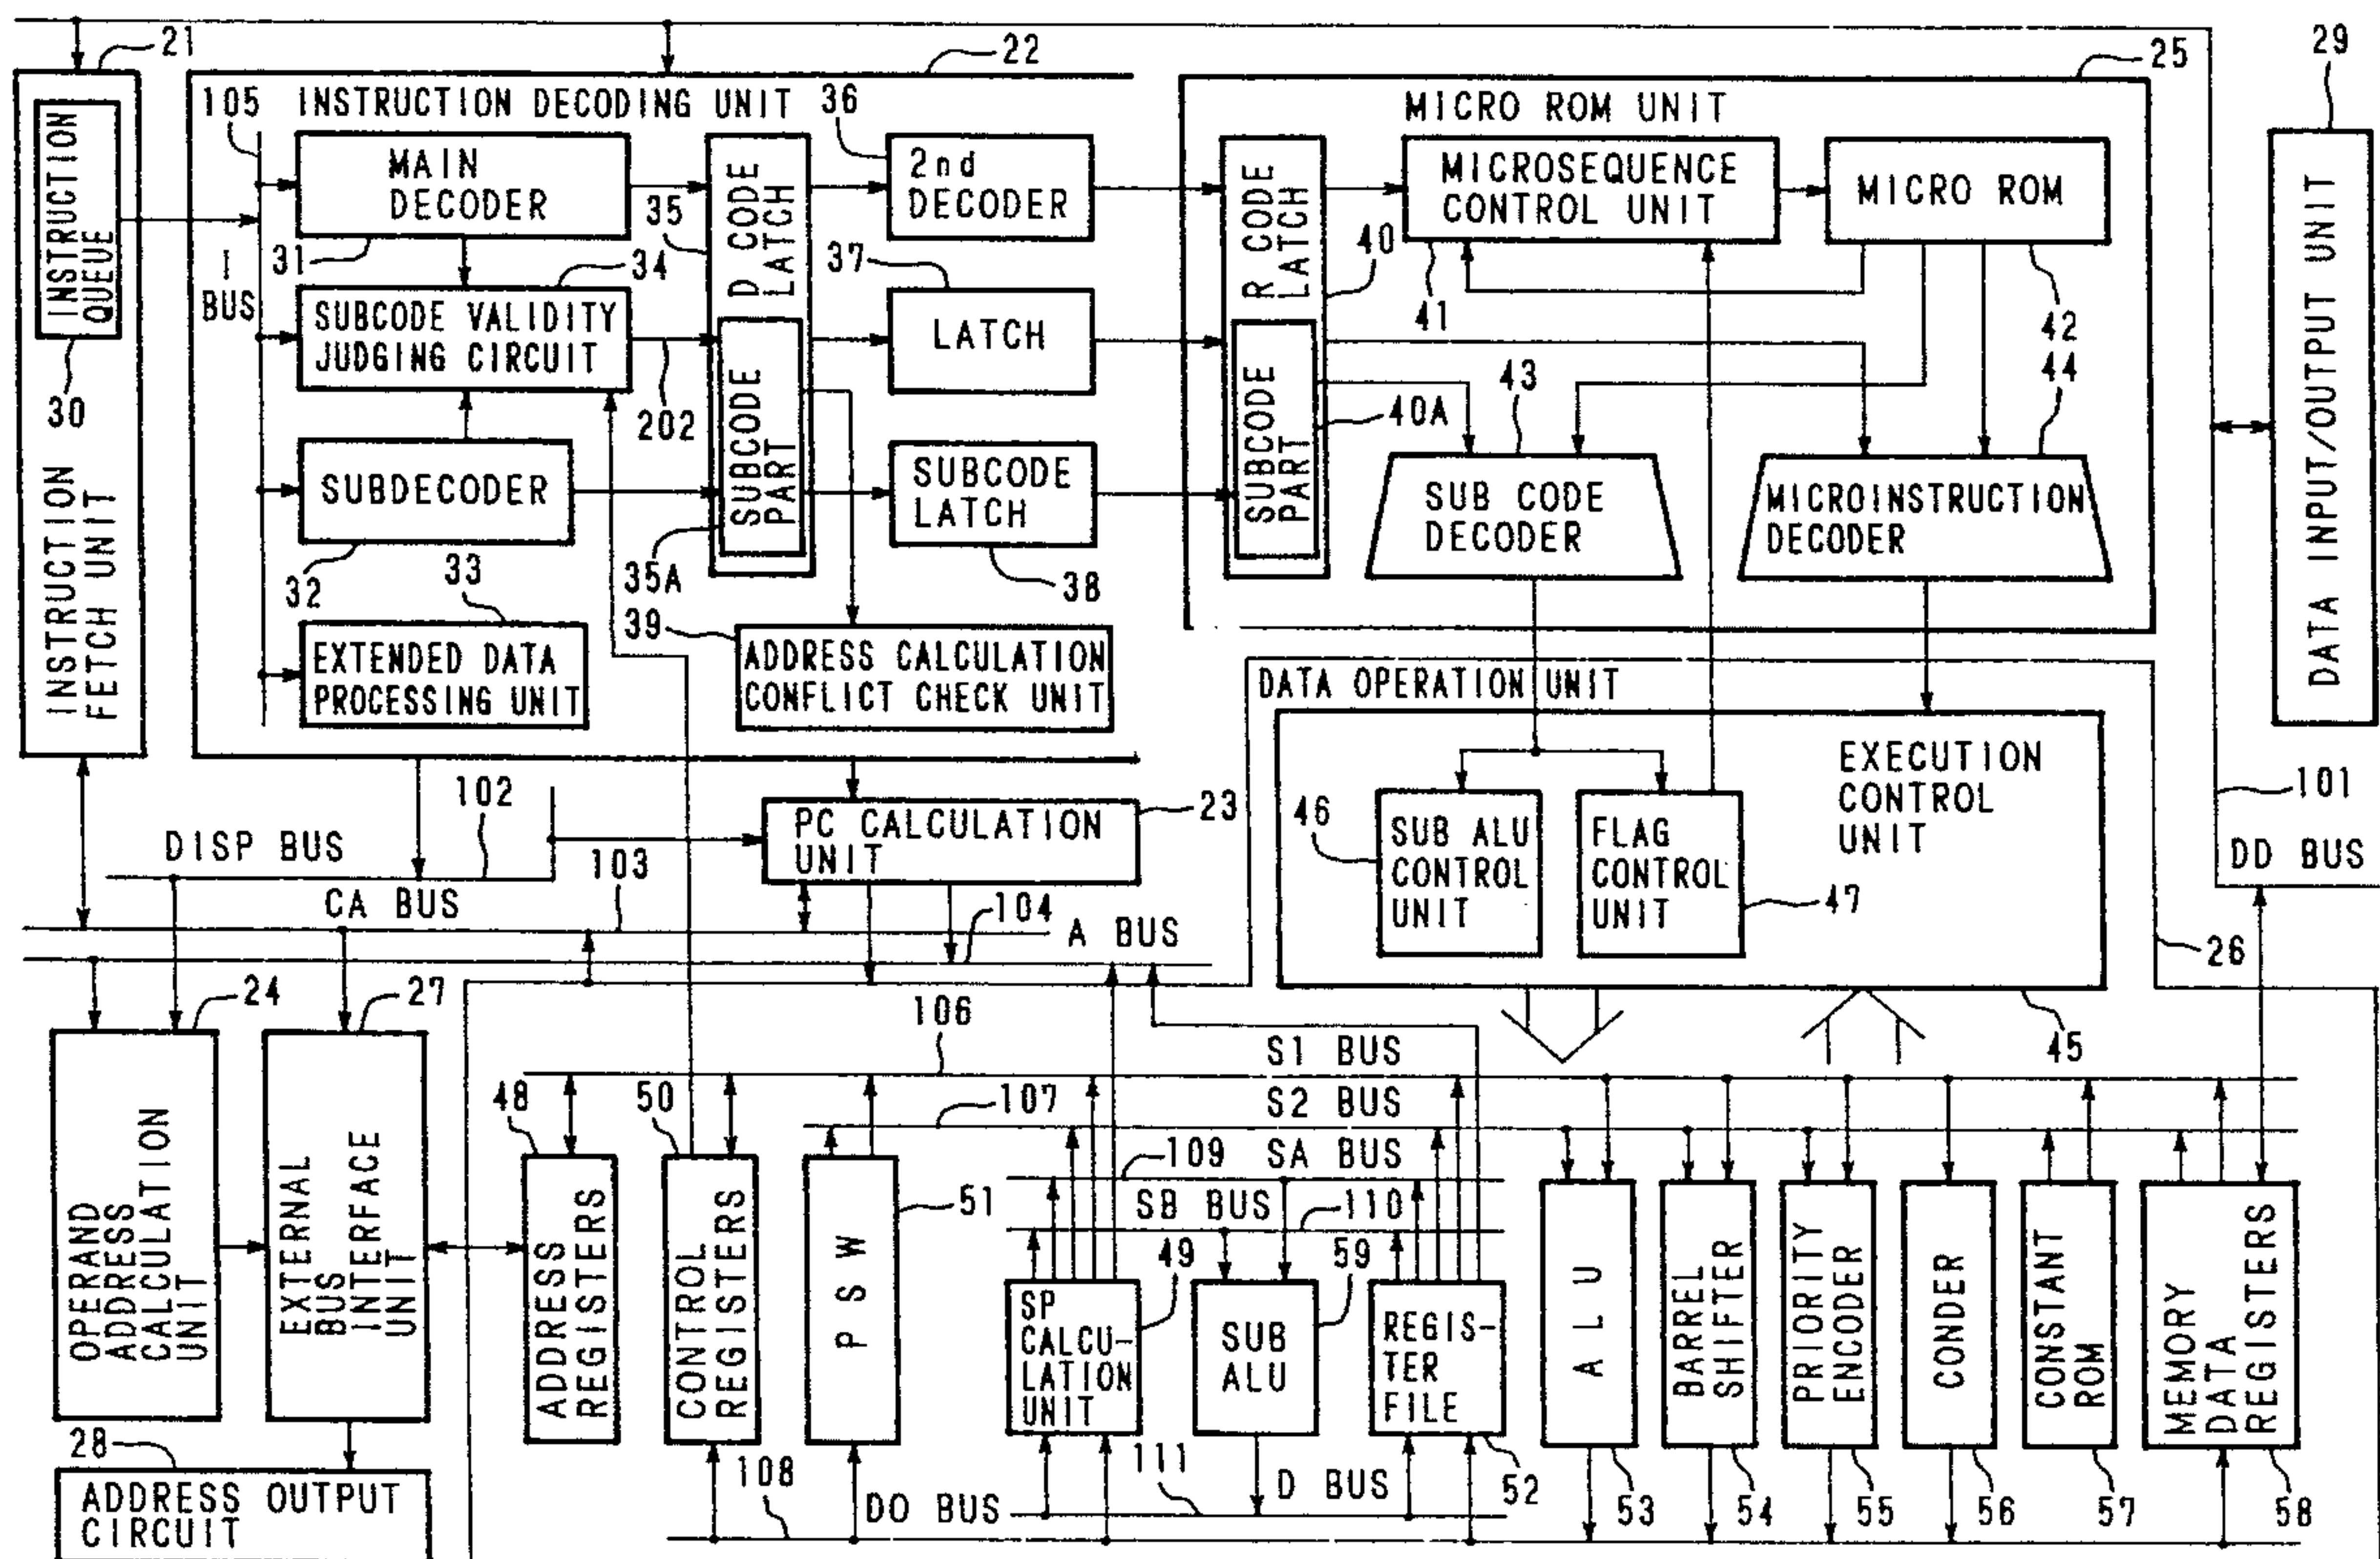 21
22
25
29
105
INSTRUCTION DECODING UNIT
36
MICRO ROM UNIT
INSTRUCTION
QUEUE
30
INSTRUCTION
FETCH UNIT
I
BUS
MAIN
DECODER
31
34
35
SUBCODE VALIDITY
JUDGING CIRCUIT
202
SUBDECODER
32
33
EXTENDED DATA
PROCESSING UNIT
D CODE
LATCH
SUBCODE
PART
35A
2nd
DECODER
37
LATCH
SUBCODE
LATCH
38
39
ADDRESS CALCULATION
CONFLICT CHECK UNIT
R CODE
LATCH
40
SUBCODE
PART
40A
MICROSEQUENCE
CONTROL UNIT
41
MICRO ROM
42
43
44
SUB CODE
DECODER
MICROINSTRUCTION
DECODER
DATA INPUT/OUTPUT UNIT
DATA OPERATION UNIT
EXECUTION
CONTROL
UNIT
46
SUB ALU
CONTROL
UNIT
FLAG
CONTROL
UNIT
47
101
DD BUS
26
45
102
DISP BUS
PC CALCULATION
UNIT
23
103
CA BUS
104
A BUS
24
27
106
S1 BUS
107
S2 BUS
109
SA BUS
SB BUS
110
OPERAND
ADDRESS
CALCULATION
UNIT
EXTERNAL
BUS
INTERFACE
UNIT
48
ADDRESS
REGISTERS
50
CONTROL
REGISTERS
PSW
51
SP
CALCU-
LATION
UNIT
49
SUB
ALU
59
REGIS-
TER
FILE
52
ALU
53
BARREL
SHIFTER
54
PRIORITY
ENCODER
55
CONDER
56
CONSTANT
ROM
57
MEMORY
DATA
REGISTERS
58
28
ADDRESS OUTPUT
CIRCUIT
108
DO BUS
111
D BUS